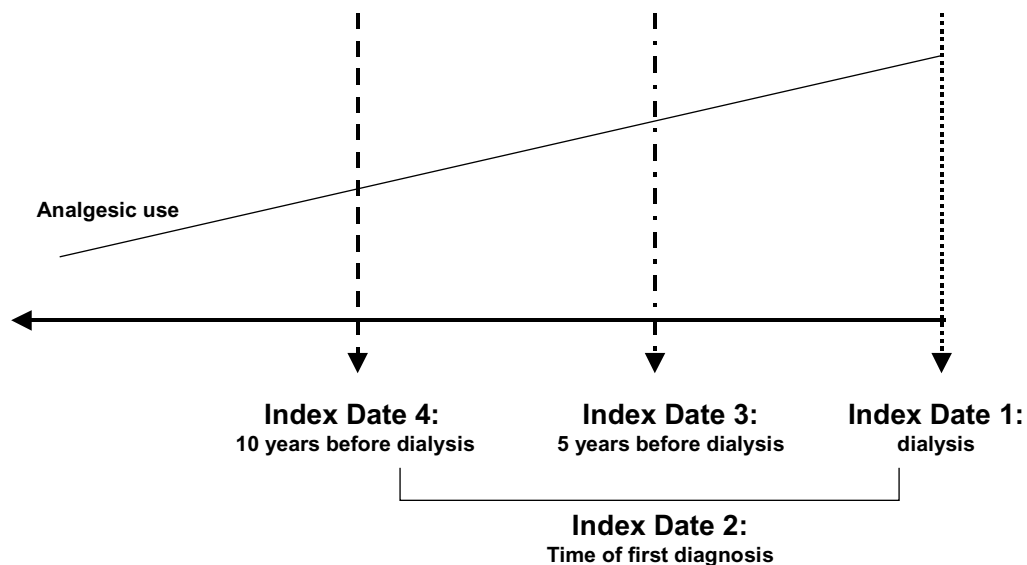 Analgesic use
Index Date 4:
10 years before dialysis
Index Date 3:
5 years before dialysis
Index Date 1:
dialysis
Index Date 2:
Time of first diagnosis